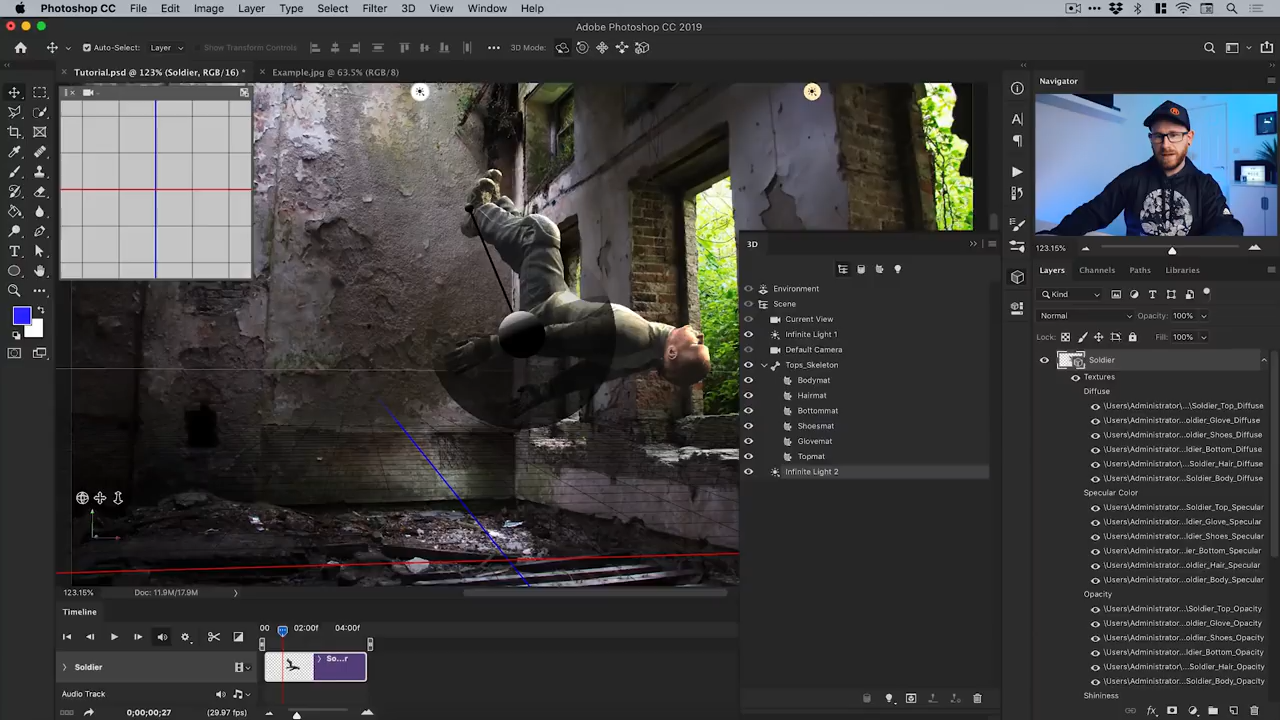 Photoshop CC File Edit Image Layer Type Select Filter 3D View Window Help
Adobe Photoshop CC 2019
Auto-Select: Layer Show Transform Controls 3D Mode:
Tutorial.psd @ 123% (Soldier, RGB/16) * Example.jpg @ 63.5% (RGB/8)
Navigator
123.15%
Layers Channels Paths Libraries
Kind
Normal Opacity: 100%
Lock: Fill: 100%
Soldier
Textures
Diffuse
\Users\Administrator\...\Soldier_Top_Diffuse
\Users\Administrator...oldier_Glove_Diffuse
\Users\Administrator...oldier_Shoes_Diffuse
\Users\Administrator...ldier_Bottom_Diffuse
\Users\Administrator...\Soldier_Hair_Diffuse
\Users\Administrator...Soldier_Body_Diffuse
Specular Color
\Users\Administrator...\Soldier_Top_Specular
\Users\Administrator...ldier_Glove_Specular
\Users\Administrator...ldier_Shoes_Specular
\Users\Administrator...ier_Bottom_Specular
\Users\Administrator...oldier_Hair_Specular
\Users\Administrator...oldier_Body_Specular
Opacity
\Users\Administrator...\Soldier_Top_Opacity
\Users\Administrator...oldier_Glove_Opacity
\Users\Administrator...oldier_Shoes_Opacity
\Users\Administrator...ldier_Bottom_Opacity
\Users\Administrator...\Soldier_Hair_Opacity
\Users\Administrator...Soldier_Body_Opacity
Shininess
3D
Environment
Scene
Current View
Infinite Light 1
Default Camera
Tops_Skeleton
Bodymat
Hairmat
Bottommat
Shoesmat
Glovemat
Topmat
Infinite Light 2
123.15% Doc: 11.9M/17.9M
Timeline
00 02:00f 04:00f
Soldier So...r
Audio Track
0;00;00;27 (29.97 fps)